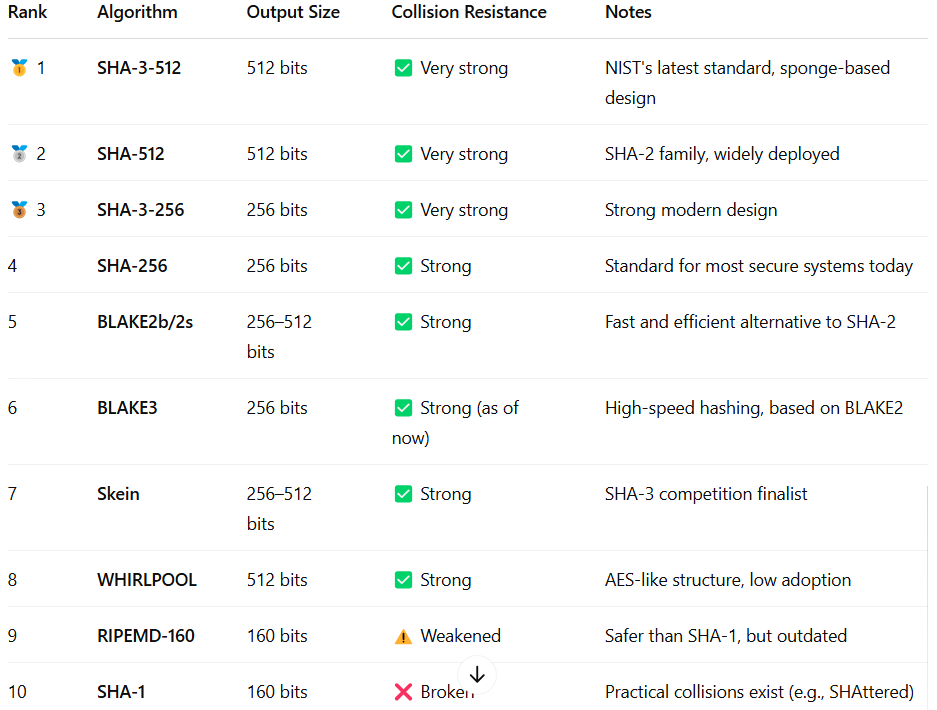 Rank Algorithm Output Size Collision Resistance Notes
1 SHA-3-512 512 bits ✅ Very strong NIST's latest standard, sponge-based
design
2 SHA-512 512 bits ✅ Very strong SHA-2 family, widely deployed
3 SHA-3-256 256 bits ✅ Very strong Strong modern design
4 SHA-256 256 bits ✅ Strong Standard for most secure systems today
5 BLAKE2b/2s 256–512 ✅ Strong Fast and efficient alternative to SHA-2
bits
6 BLAKE3 256 bits ✅ Strong (as of High-speed hashing, based on BLAKE2
now)
7 Skein 256–512 ✅ Strong SHA-3 competition finalist
bits
8 WHIRLPOOL 512 bits ✅ Strong AES-like structure, low adoption
9 RIPEMD-160 160 bits ⚠️ Weakened Safer than SHA-1, but outdated
10 SHA-1 160 bits ❌ Broken Practical collisions exist (e.g., SHAttered)